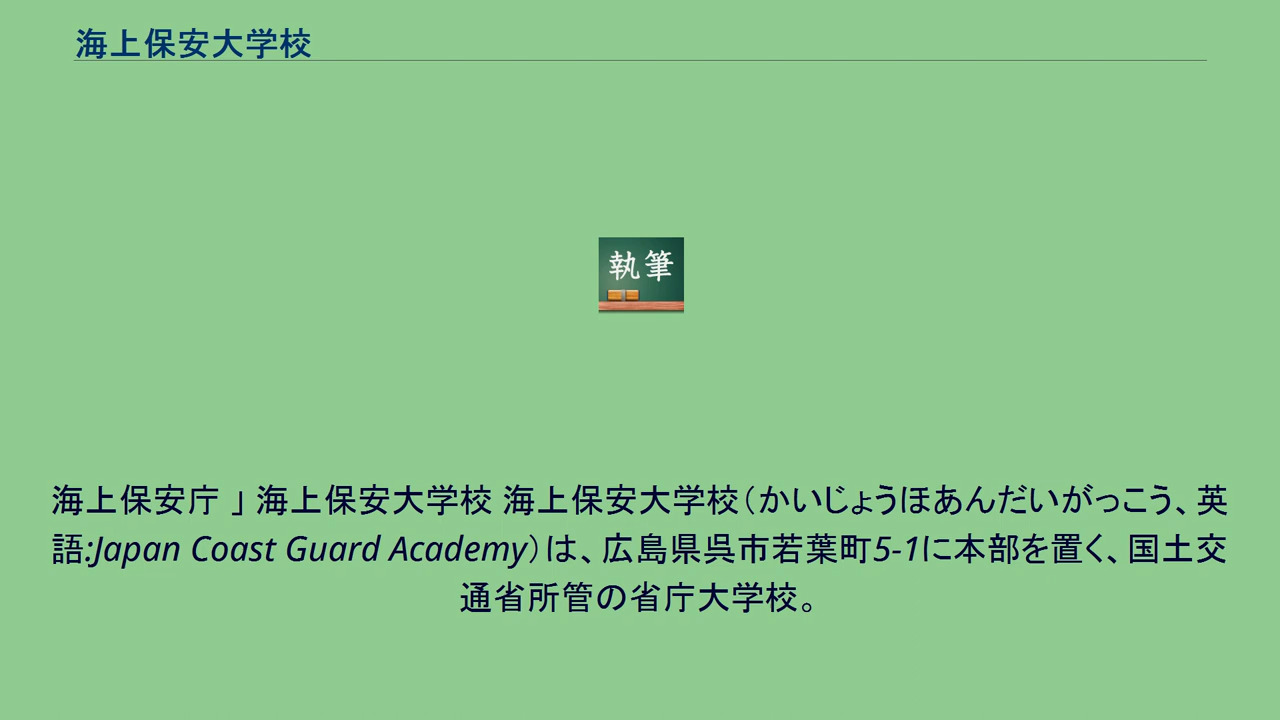 海上保安大学校
執筆
海上保安庁 」 海上保安大学校 海上保安大学校（かいじょうほあんだいがっこう、英
語:Japan Coast Guard Academy）は、広島県呉市若葉町5-1に本部を置く、国土交
通省所管の省庁大学校。